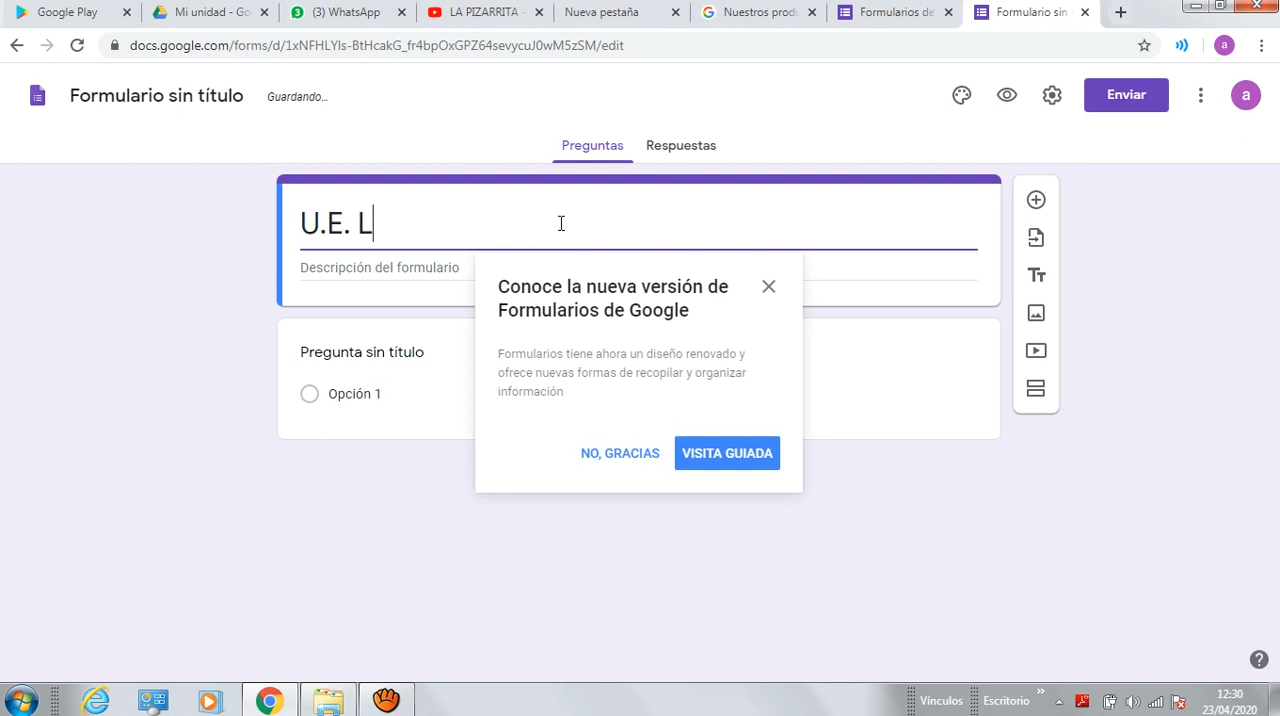 Google Play
Mi unidad - Go
(3) WhatsApp
LA PIZARRITA -
Nueva pestaña
Nuestros produ
Formularios de
Formulario sin
docs.google.com/forms/d/1xNFHLYIs-BtHcakG_fr4bpOxGPZ64sevycuJ0wM5zSM/edit
a
Formulario sin título
Guardando...
Enviar
a
Preguntas
Respuestas
U.E. L
Descripción del formulario
Conoce la nueva versión de
Formularios de Google
Formularios tiene ahora un diseño renovado y
ofrece nuevas formas de recopilar y organizar
información
NO, GRACIAS
VISITA GUIADA
Pregunta sin título
Opción 1
Tт
Vínculos
Escritorio
12:30
23/04/2020